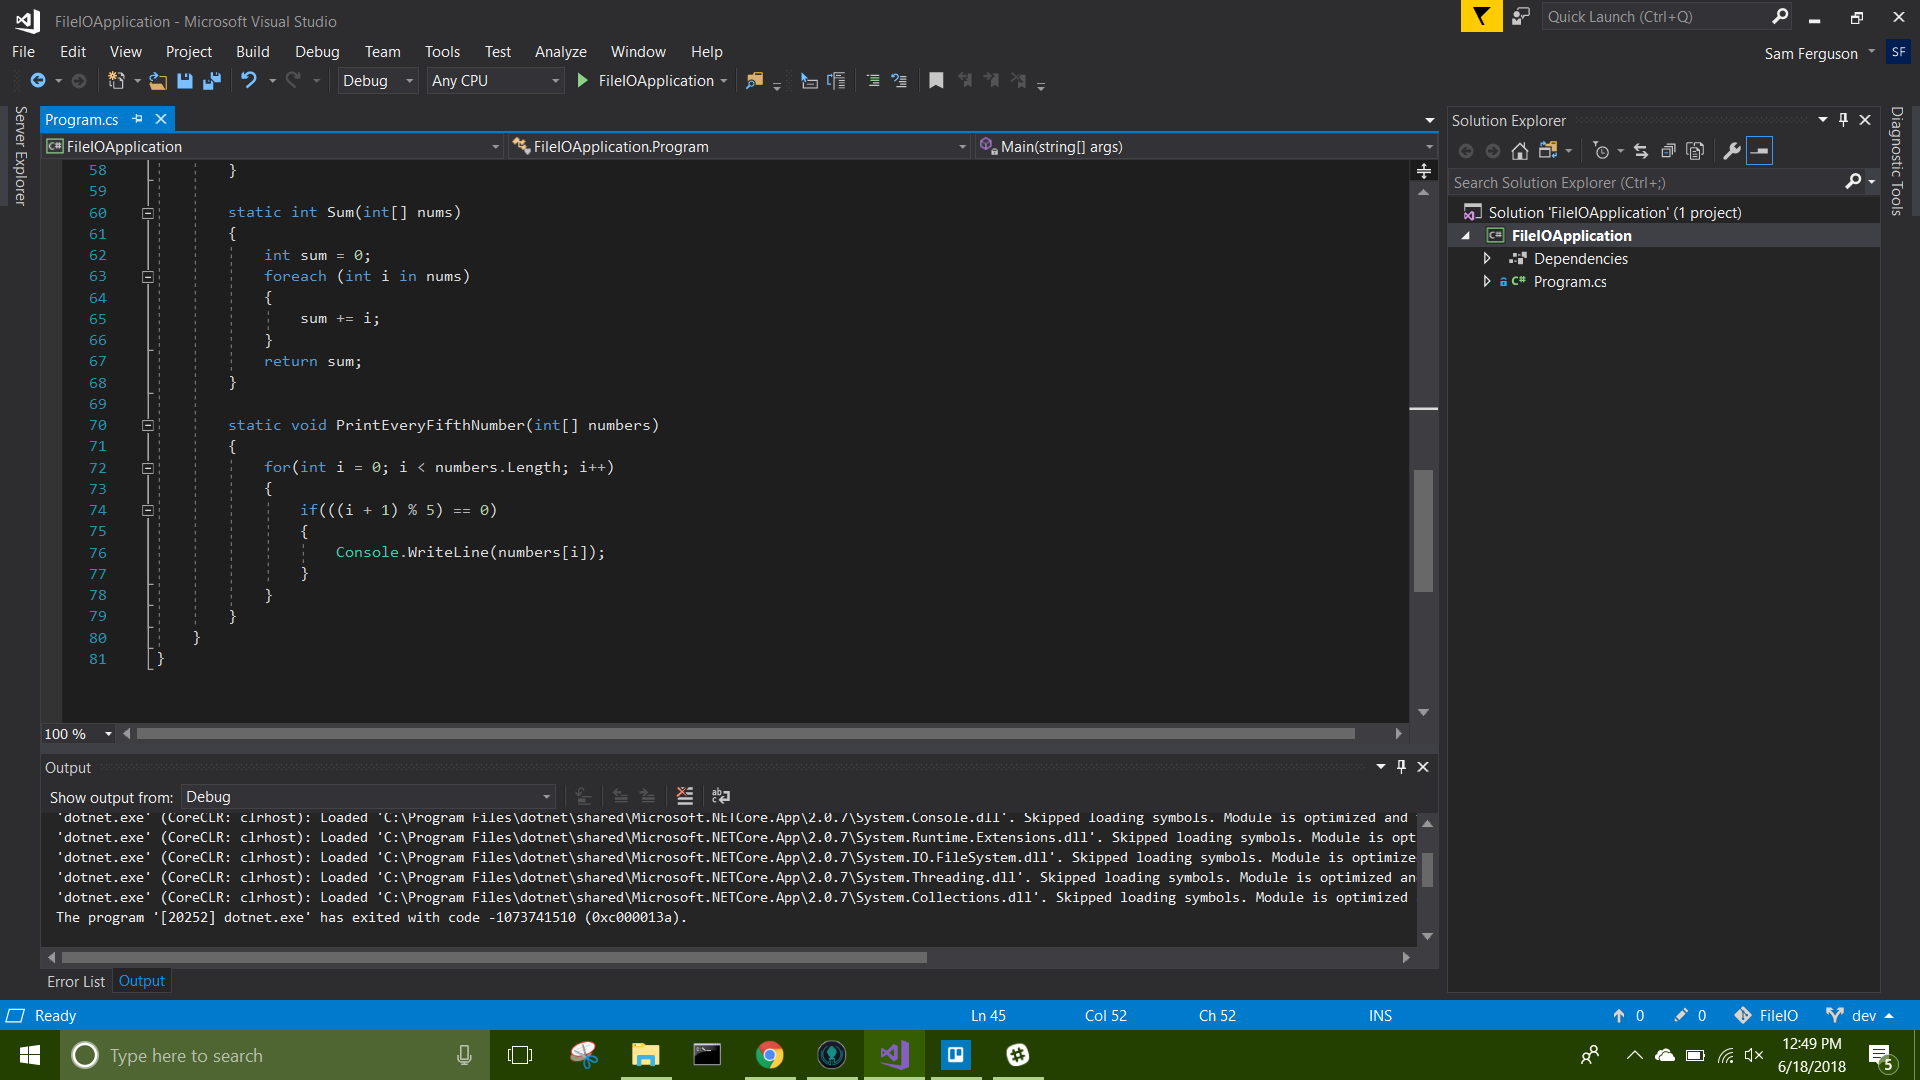 FileIOApplication - Microsoft Visual Studio
Quick Launch (Ctrl+Q)
File Edit View Project Build Debug Team Tools Test Analyze Window Help
Sam Ferguson SF
Debug Any CPU FileIOApplication
Server Explorer
Program.cs
FileIOApplication FileIOApplication.Program Main(string[] args)
58 }
59
60 static int Sum(int[] nums)
61 {
62 int sum = 0;
63 foreach (int i in nums)
64 {
65 sum += i;
66 }
67 return sum;
68 }
69
70 static void PrintEveryFifthNumber(int[] numbers)
71 {
72 for(int i = 0; i < numbers.Length; i++)
73 {
74 if(((i + 1) % 5) == 0)
75 {
76 Console.WriteLine(numbers[i]);
77 }
78 }
79 }
80 }
81 }
100 %
Output
Show output from: Debug
'dotnet.exe' (CoreCLR: clrhost): Loaded 'C:\Program Files\dotnet\shared\Microsoft.NETCore.App\2.0.7\System.Console.dll'. Skipped loading symbols. Module is optimized and
'dotnet.exe' (CoreCLR: clrhost): Loaded 'C:\Program Files\dotnet\shared\Microsoft.NETCore.App\2.0.7\System.Runtime.Extensions.dll'. Skipped loading symbols. Module is opt
'dotnet.exe' (CoreCLR: clrhost): Loaded 'C:\Program Files\dotnet\shared\Microsoft.NETCore.App\2.0.7\System.IO.FileSystem.dll'. Skipped loading symbols. Module is optimize
'dotnet.exe' (CoreCLR: clrhost): Loaded 'C:\Program Files\dotnet\shared\Microsoft.NETCore.App\2.0.7\System.Threading.dll'. Skipped loading symbols. Module is optimized an
'dotnet.exe' (CoreCLR: clrhost): Loaded 'C:\Program Files\dotnet\shared\Microsoft.NETCore.App\2.0.7\System.Collections.dll'. Skipped loading symbols. Module is optimized
The program '[20252] dotnet.exe' has exited with code -1073741510 (0xc000013a).
Error List Output
Solution Explorer
Search Solution Explorer (Ctrl+;)
Solution 'FileIOApplication' (1 project)
C# FileIOApplication
Dependencies
C# Program.cs
Diagnostic Tools
Ready Ln 45 Col 52 Ch 52 INS 0 0 FileIO dev
Type here to search
12:49 PM
6/18/2018
5